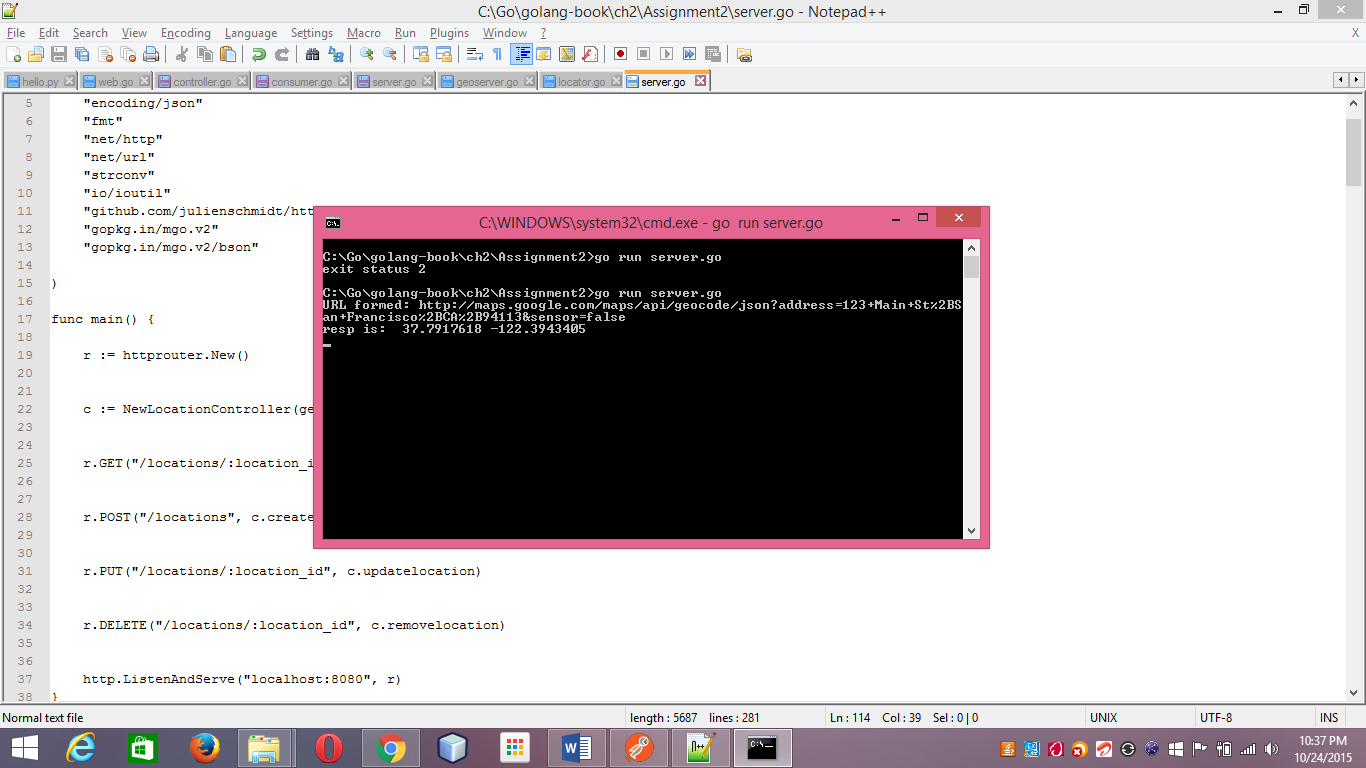 C:\Go\golang-book\ch2\Assignment2\server.go - Notepad++
File Edit Search View Encoding Language Settings Macro Run Plugins Window ? X
hello.py web.go controller.go consumer.go server.go geoserver.go locator.go server.go
5 "encoding/json"
6 "fmt"
7 "net/http"
8 "net/url"
9 "strconv"
10 "io/ioutil"
11 "github.com/julienschmidt/htt
12 "gopkg.in/mgo.v2"
13 "gopkg.in/mgo.v2/bson"
14
15 )
16
17 func main() {
18
19 r := httprouter.New()
20
21
22 c := NewLocationController(ge
23
24
25 r.GET("/locations/:location_i
26
27
28 r.POST("/locations", c.create
29
30
31 r.PUT("/locations/:location_id", c.updatelocation)
32
33
34 r.DELETE("/locations/:location_id", c.removelocation)
35
36
37 http.ListenAndServe("localhost:8080", r)
38 }
C:\WINDOWS\system32\cmd.exe - go run server.go
C:\Go\golang-book\ch2\Assignment2>go run server.go
exit status 2
C:\Go\golang-book\ch2\Assignment2>go run server.go
URL formed: http://maps.google.com/maps/api/geocode/json?address=123+Main+St%2BS
an+Francisco%2BCA%2B94113&sensor=false
resp is: 37.7917618 -122.3943405
Normal text file length : 5687 lines : 281 Ln : 114 Col : 39 Sel : 0 | 0 UNIX UTF-8 INS
10:37 PM
10/24/2015